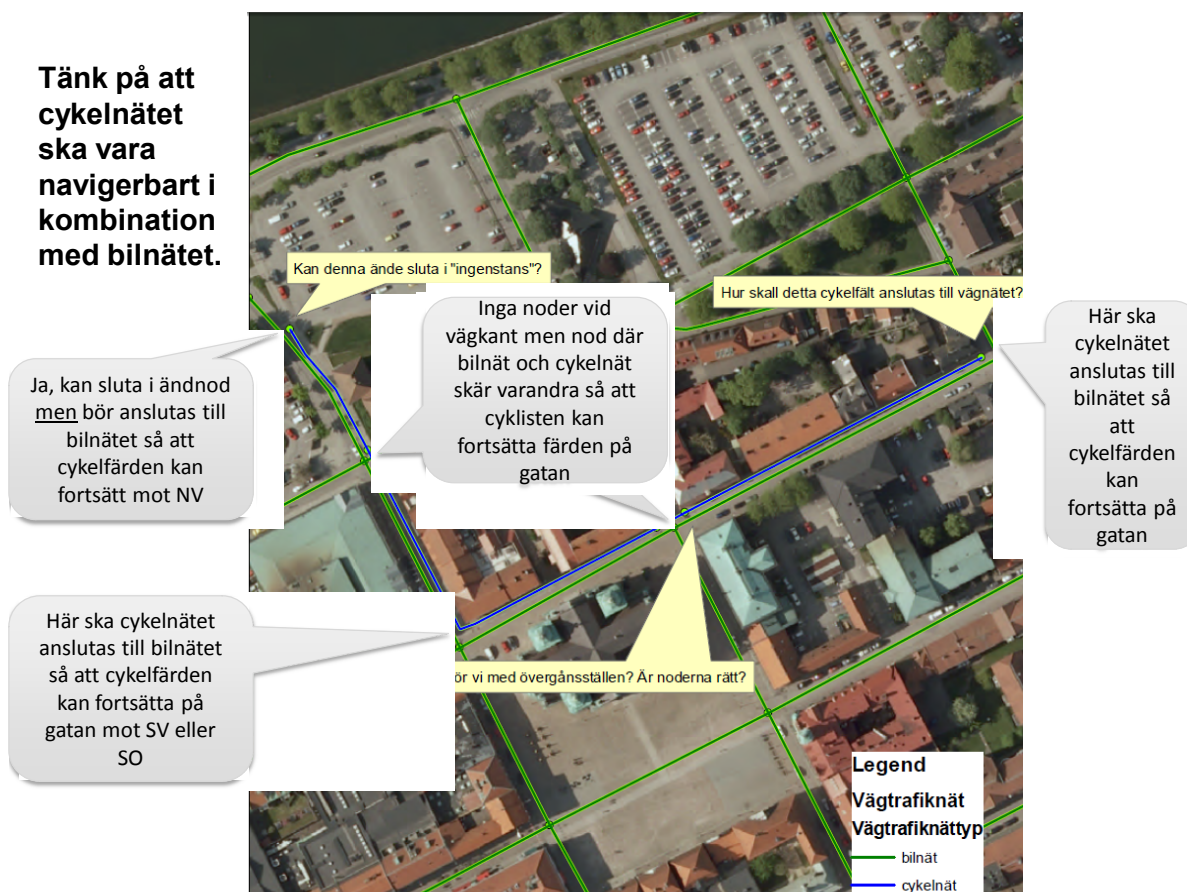 Tänk på att
cykelnätet
ska vara
navigerbart i
kombination
med bilnätet.
Kan denna ände sluta i "ingenstans"?
Hur skall detta cykelfält anslutas till vägnätet?
Inga noder vid
vägkant men nod där
bilnät och cykelnät
skär varandra så att
cyklisten kan
fortsätta färden på
gatan
Här ska
cykelnätet
anslutas till
bilnätet så
att
cykelfärden
kan
fortsätta på
gatan
Ja, kan sluta i ändnod
men bör anslutas till
bilnätet så att
cykelfärden kan
fortsätt mot NV
Här ska cykelnätet
anslutas till bilnätet
så att cykelfärden
kan fortsätta på
gatan mot SV eller
SO
ör vi med övergångsställen? Är noderna rätt?
Legend
Vägtrafiknät
Vägtrafiknättyp
bilnät
cykelnät